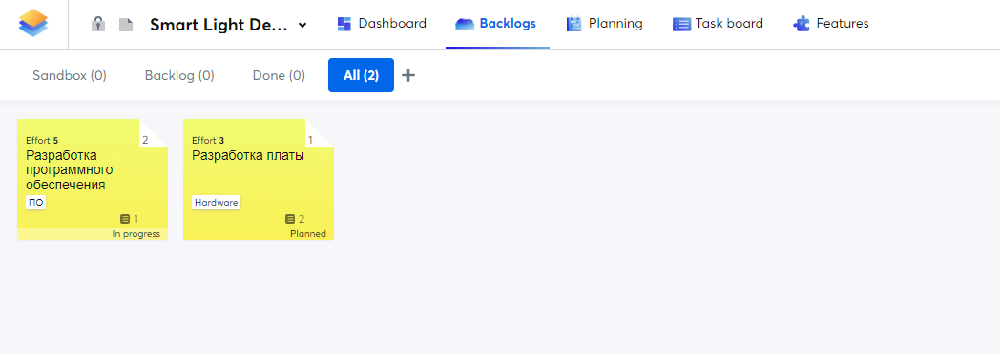 Smart Light De...
Dashboard
Backlogs
Planning
Task board
Features
Sandbox (0)
Backlog (0)
Done (0)
All (2)
Effort 5
2
Разработка
программного
обеспечения
ПО
1
In progress
Effort 3
1
Разработка платы
Hardware
2
Planned